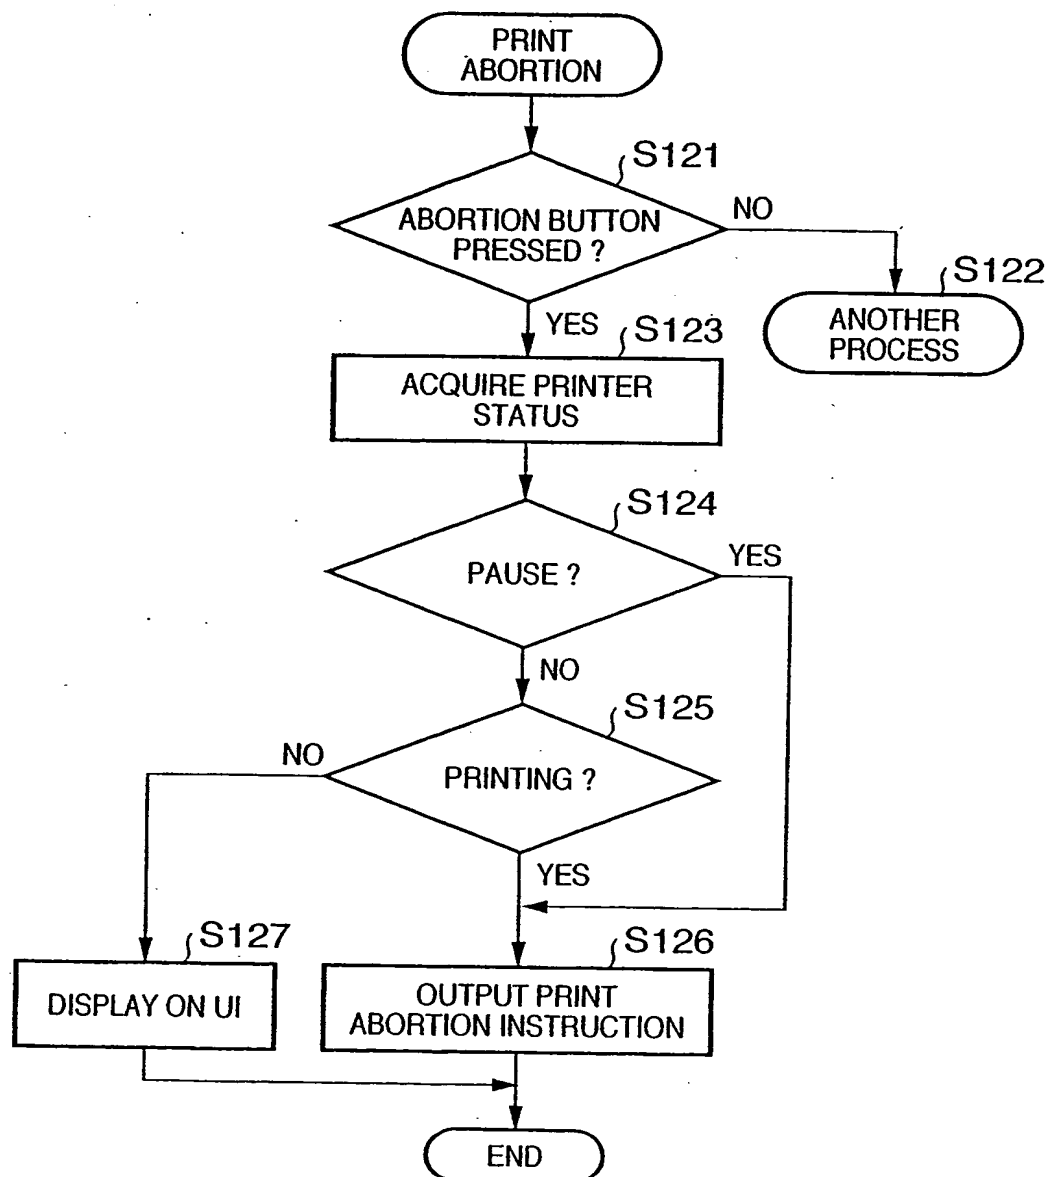 PRINT
ABORTION
S121
ABORTION BUTTON
PRESSED ?
NO
S122
ANOTHER
PROCESS
YES
S123
ACQUIRE PRINTER
STATUS
S124
PAUSE ?
YES
NO
S125
NO
PRINTING ?
YES
S127
DISPLAY ON UI
S126
OUTPUT PRINT
ABORTION INSTRUCTION
END